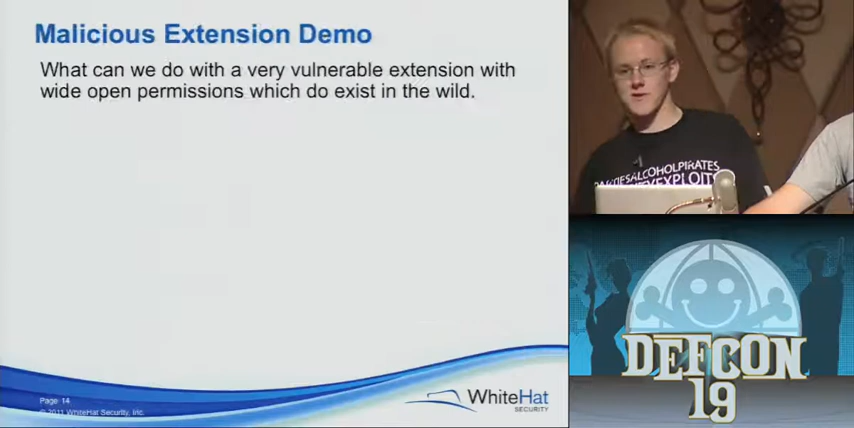 Malicious Extension Demo
What can we do with a very vulnerable extension with
wide open permissions which do exist in the wild.
Page 14
© 2011 WhiteHat Security, Inc.
WhiteHat
SECURITY
DEFCON
19